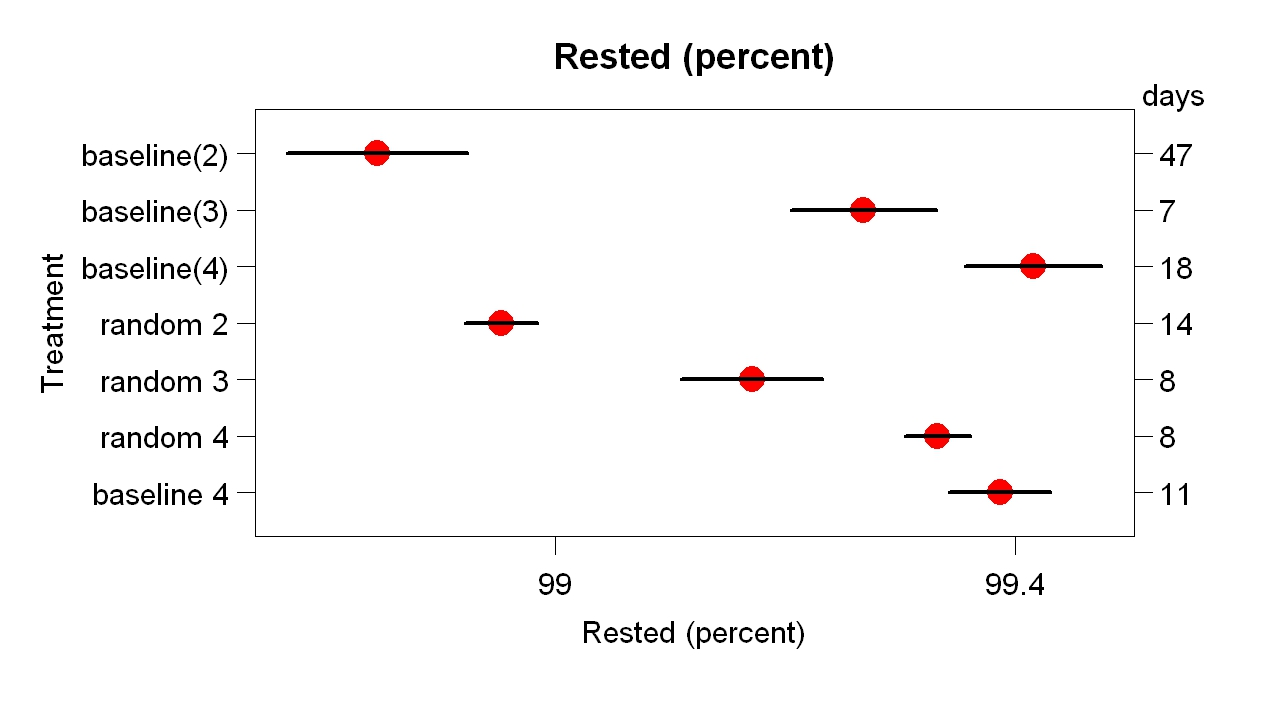 Rested (percent)
days
baseline(2) 47
baseline(3) 7
baseline(4) 18
random 2 14
random 3 8
random 4 8
baseline 4 11
Treatment
99 99.4
Rested (percent)